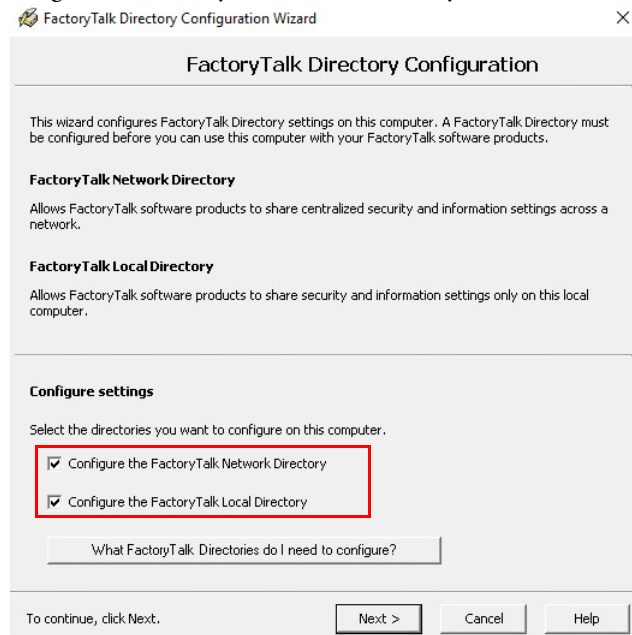 FactoryTalk Directory Configuration Wizard
FactoryTalk Directory Configuration
This wizard configures FactoryTalk Directory settings on this computer. A FactoryTalk Directory must
be configured before you can use this computer with your FactoryTalk software products.
FactoryTalk Network Directory
Allows FactoryTalk software products to share centralized security and information settings across a
network.
FactoryTalk Local Directory
Allows FactoryTalk software products to share security and information settings only on this local
computer.
Configure settings
Select the directories you want to configure on this computer.
Configure the FactoryTalk Network Directory
Configure the FactoryTalk Local Directory
What FactoryTalk Directories do I need to configure?
To continue, click Next.
Next >
Cancel
Help